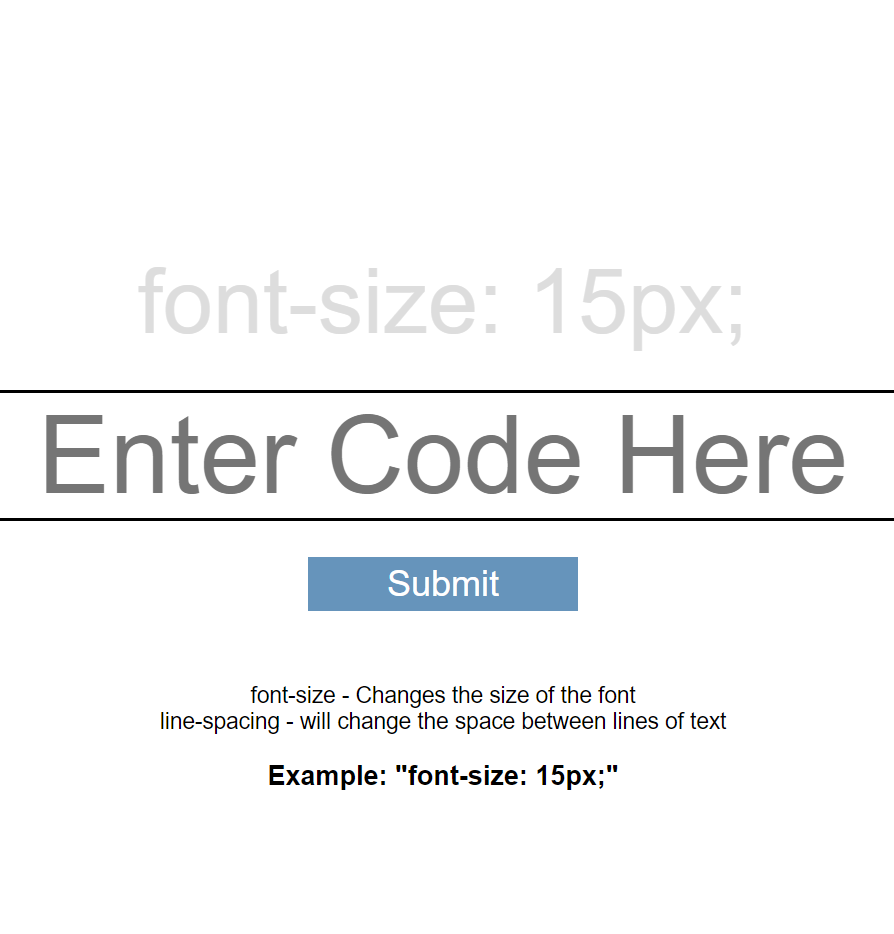 font-size: 15px;
Enter Code Here
Submit
font-size - Changes the size of the font
line-spacing - will change the space between lines of text
Example: "font-size: 15px;"